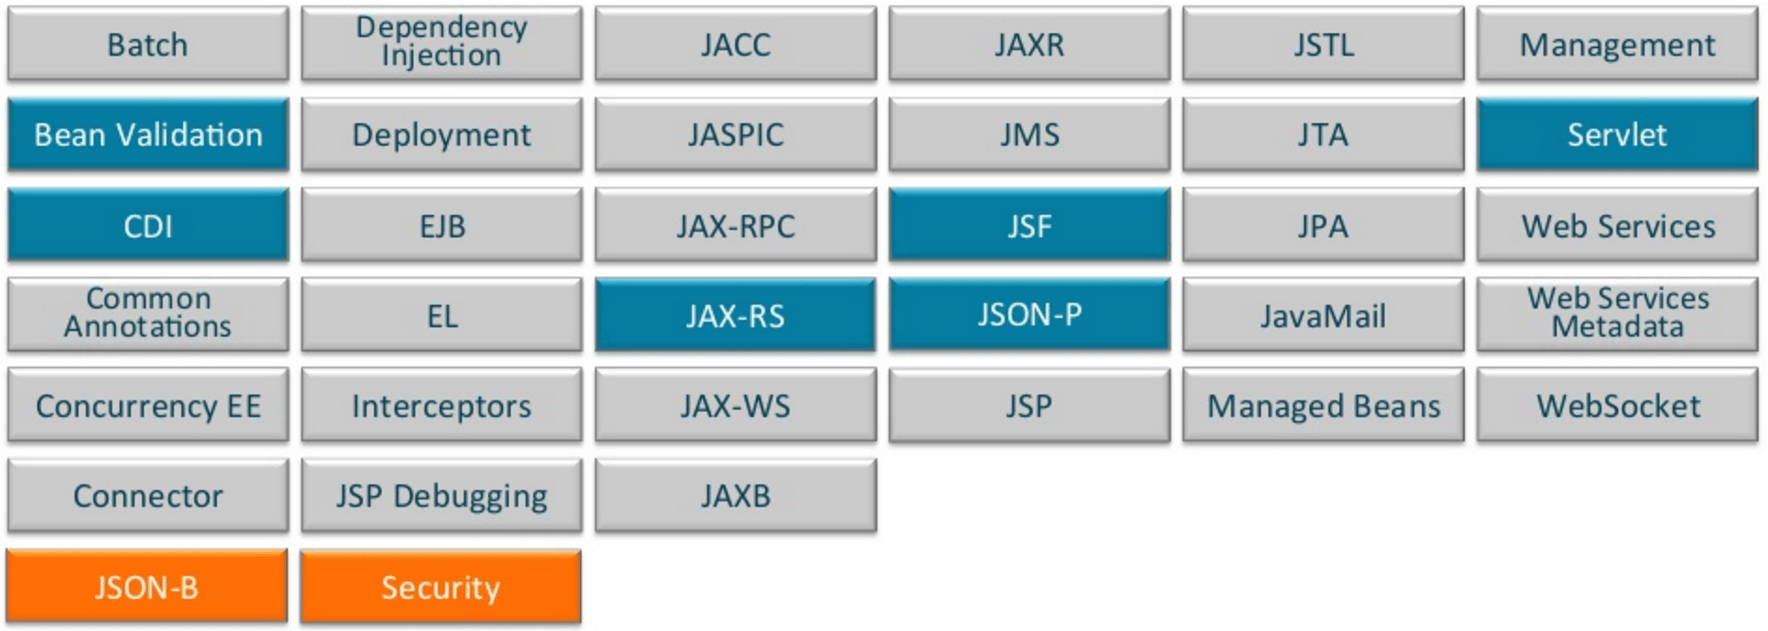 Batch
Dependency
Injection
JACC
JAXR
JSTL
Management
Bean Validation
Deployment
JASPIC
JMS
JTA
Servlet
CDI
EJB
JAX-RPC
JSF
JPA
Web Services
Common
Annotations
EL
JAX-RS
JSON-P
JavaMail
Web Services
Metadata
Concurrency EE
Interceptors
JAX-WS
JSP
Managed Beans
WebSocket
Connector
JSP Debugging
JAXB
JSON-B
Security